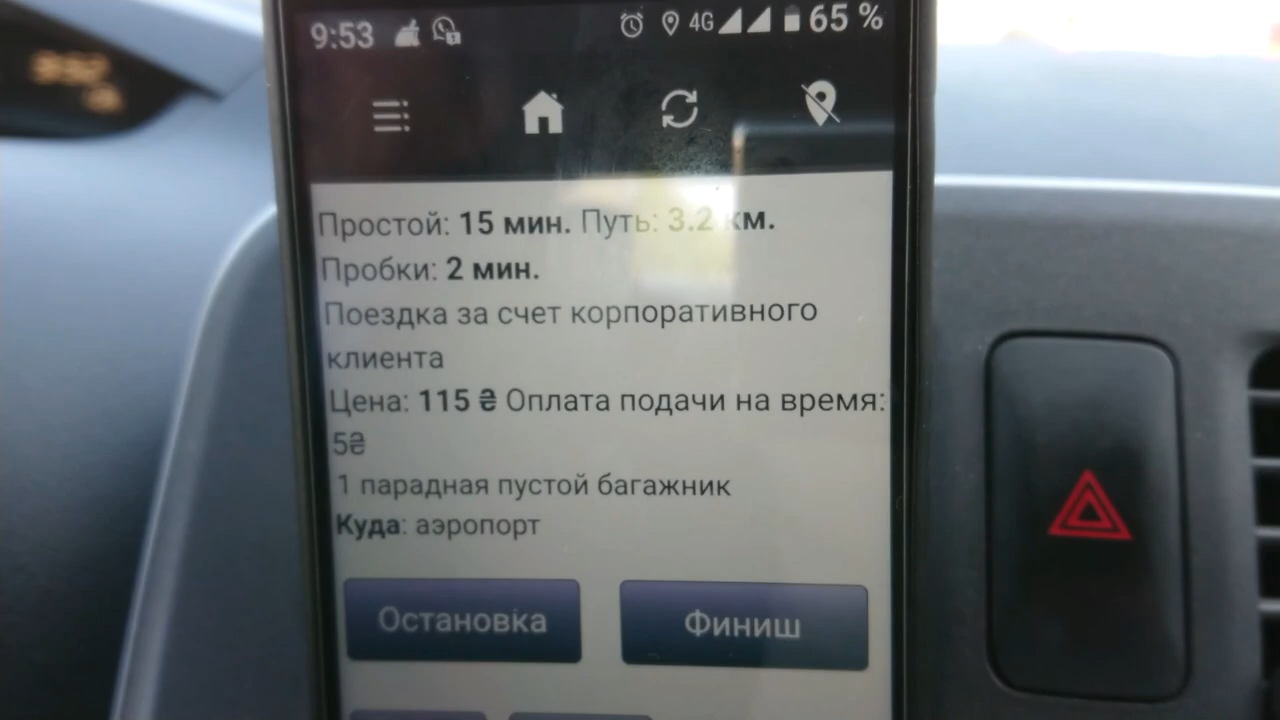 9:53 4G 65 %
Простой: 15 мин. Путь: 3.2 км.
Пробки: 2 мин.
Поездка за счет корпоративного
клиента
Цена: 115 ₴ Оплата подачи на время:
5₴
1 парадная пустой багажник
Куда: аэропорт
Остановка Финиш